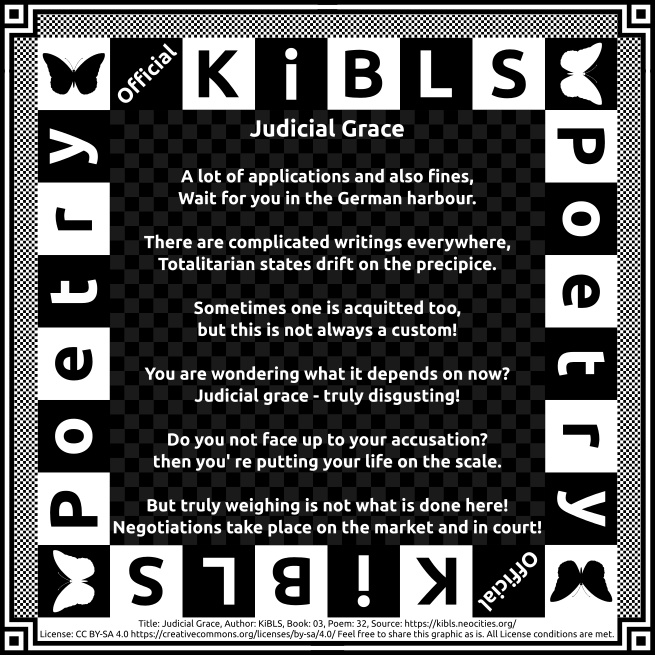 Official KiBLS
Poetry
Poetry
Judicial Grace
A lot of applications and also fines,
Wait for you in the German harbour.
There are complicated writings everywhere,
Totalitarian states drift on the precipice.
Sometimes one is acquitted too,
but this is not always a custom!
You are wondering what it depends on now?
Judicial grace - truly disgusting!
Do you not face up to your accusation?
then you' re putting your life on the scale.
But truly weighing is not what is done here!
Negotiations take place on the market and in court!
Official KiBLS
Title: Judicial Grace, Author: KiBLS, Book: 03, Poem: 32, Source: https://kibls.neocities.org/
License: CC BY-SA 4.0 https://creativecommons.org/licenses/by-sa/4.0/ Feel free to share this graphic as is. All License conditions are met.